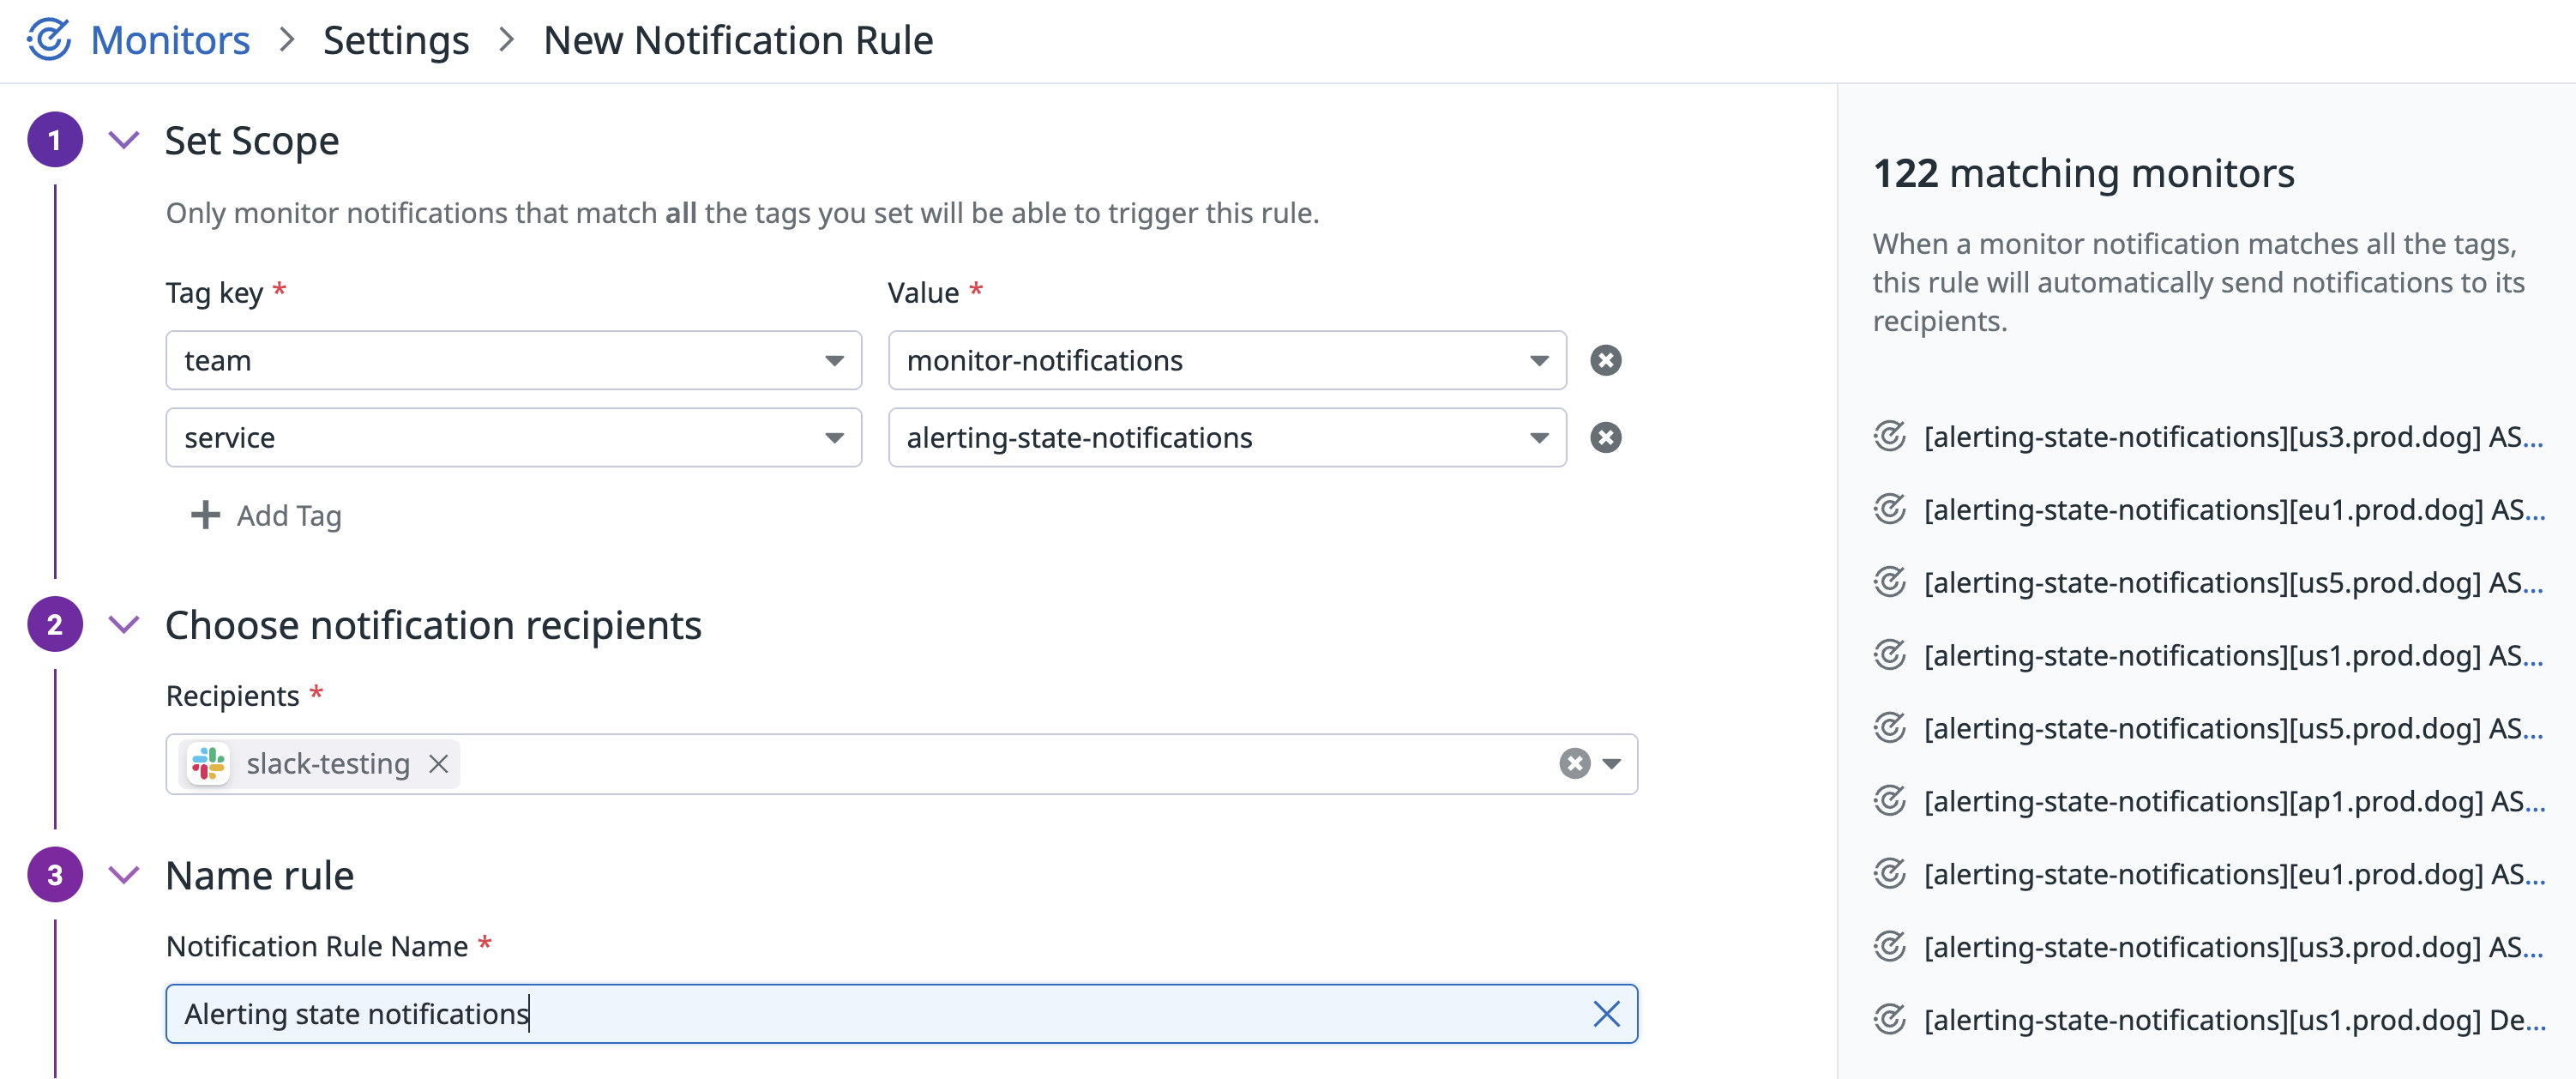 Monitors > Settings > New Notification Rule
1 Set Scope
Only monitor notifications that match all the tags you set will be able to trigger this rule.
Tag key * Value *
team monitor-notifications
service alerting-state-notifications
Add Tag
2 Choose notification recipients
Recipients *
slack-testing
3 Name rule
Notification Rule Name *
Alerting state notifications
122 matching monitors
When a monitor notification matches all the tags,
this rule will automatically send notifications to its
recipients.
[alerting-state-notifications][us3.prod.dog] AS...
[alerting-state-notifications][eu1.prod.dog] AS...
[alerting-state-notifications][us5.prod.dog] AS...
[alerting-state-notifications][us1.prod.dog] AS...
[alerting-state-notifications][us5.prod.dog] AS...
[alerting-state-notifications][ap1.prod.dog] AS...
[alerting-state-notifications][eu1.prod.dog] AS...
[alerting-state-notifications][us3.prod.dog] AS...
[alerting-state-notifications][us1.prod.dog] De...